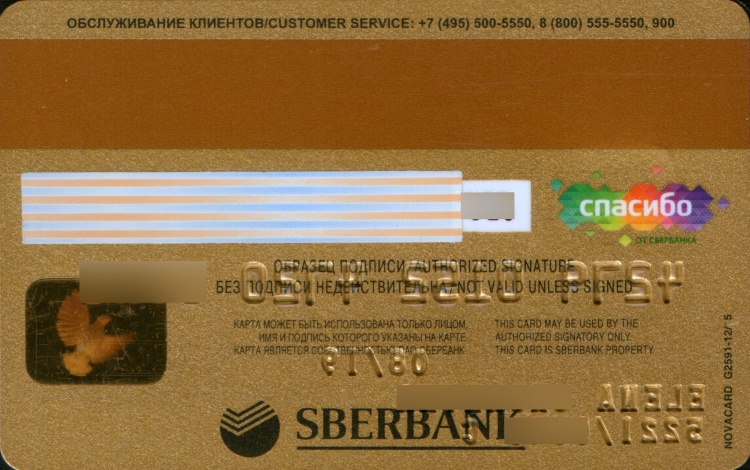 ОБСЛУЖИВАНИЕ КЛИЕНТОВ/CUSTOMER SERVICE: +7 (495) 500-5550, 8 (800) 555-5550, 900
спасибо
ОТ СБЕРБАНКА
ОБРАЗЕЦ ПОДПИСИ /AUTHORIZED SIGNATURE
БЕЗ ПОДПИСИ НЕДЕЙСТВИТЕЛЬНА/NOT VALID UNLESS SIGNED
КАРТА МОЖЕТ БЫТЬ ИСПОЛЬЗОВАНА ТОЛЬКО ЛИЦОМ,
ИМЯ И ПОДПИСЬ КОТОРОГО УКАЗАНЫ НА КАРТЕ.
КАРТА ЯВЛЯЕТСЯ СОБСТВЕННОСТЬЮ ПАО СБЕРБАНК.
THIS CARD MAY BE USED BY THE
AUTHORIZED SIGNATORY ONLY.
THIS CARD IS SBERBANK PROPERTY.
ELENA
SBERBANK
NOVACARD G2591-12/ 5